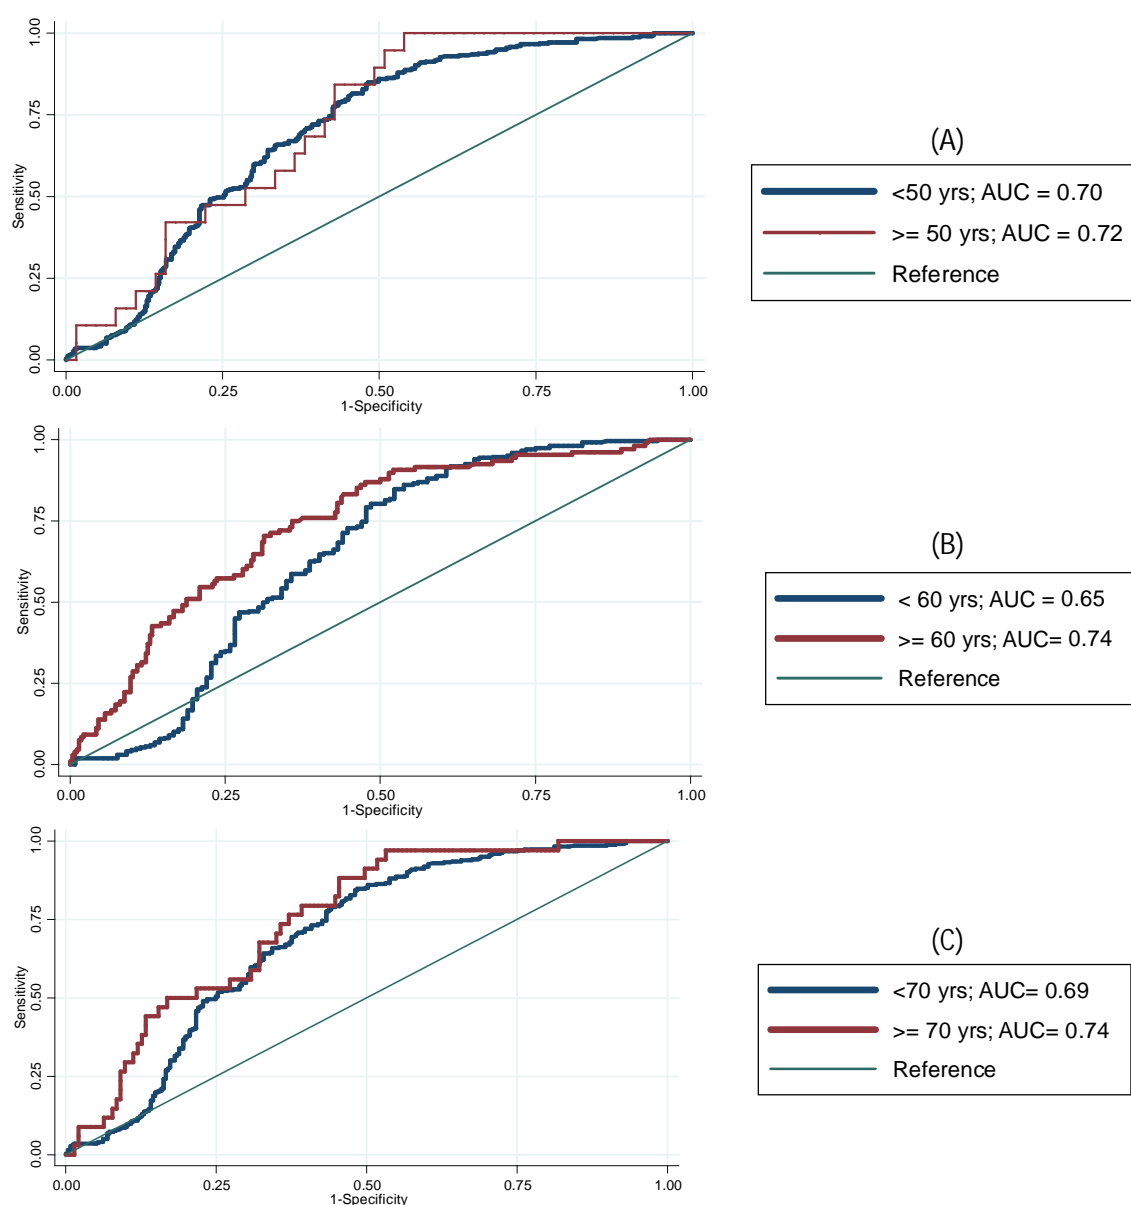 1.00
0.75
0.50
0.25
0.00
Sensitivity
0.00 0.25 0.50 0.75 1.00
1-Specificity
(A)
<50 yrs; AUC = 0.70
>= 50 yrs; AUC = 0.72
Reference
1.00
0.75
0.50
0.25
0.00
Sensitivity
0.00 0.25 0.50 0.75 1.00
1-Specificity
(B)
< 60 yrs; AUC = 0.65
>= 60 yrs; AUC= 0.74
Reference
1.00
0.75
0.50
0.25
0.00
Sensitivity
0.00 0.25 0.50 0.75 1.00
1-Specificity
(C)
<70 yrs; AUC= 0.69
>= 70 yrs; AUC= 0.74
Reference